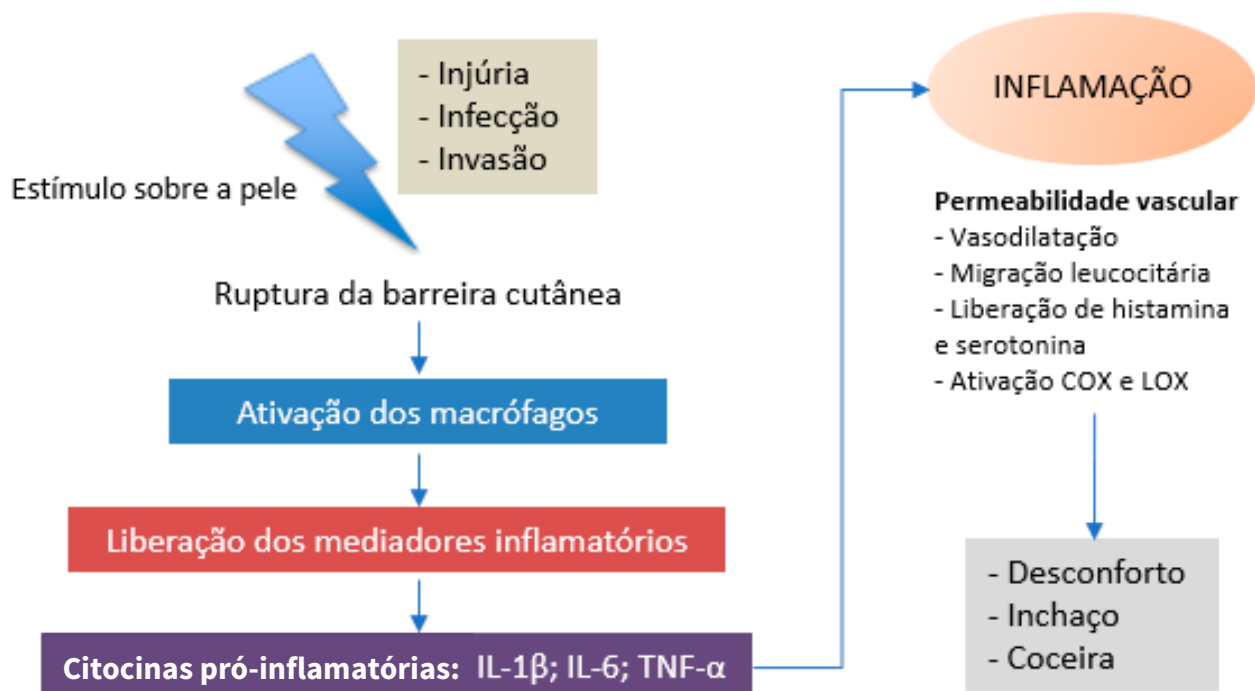 - Injúria
- Infecção
- Invasão
Estímulo sobre a pele
Ruptura da barreira cutânea
Ativação dos macrófagos
Liberação dos mediadores inflamatórios
Citocinas pró-inflamatórias: IL-1β; IL-6; TNF-α
INFLAMAÇÃO
Permeabilidade vascular
- Vasodilatação
- Migração leucocitária
- Liberação de histamina
e serotonina
- Ativação COX e LOX
- Desconforto
- Inchaço
- Coceira